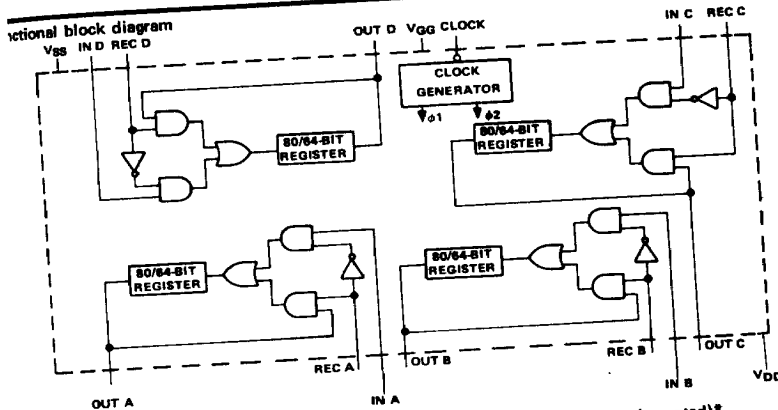 ctional block diagram
VSS IN D REC D OUT D VGG CLOCK IN C REC C
CLOCK
GENERATOR
φ1 φ2
80/64-BIT
REGISTER
80/64-BIT
REGISTER
80/64-BIT
REGISTER
80/64-BIT
REGISTER
REC A OUT B REC B OUT C
OUT A IN A IN B VDD